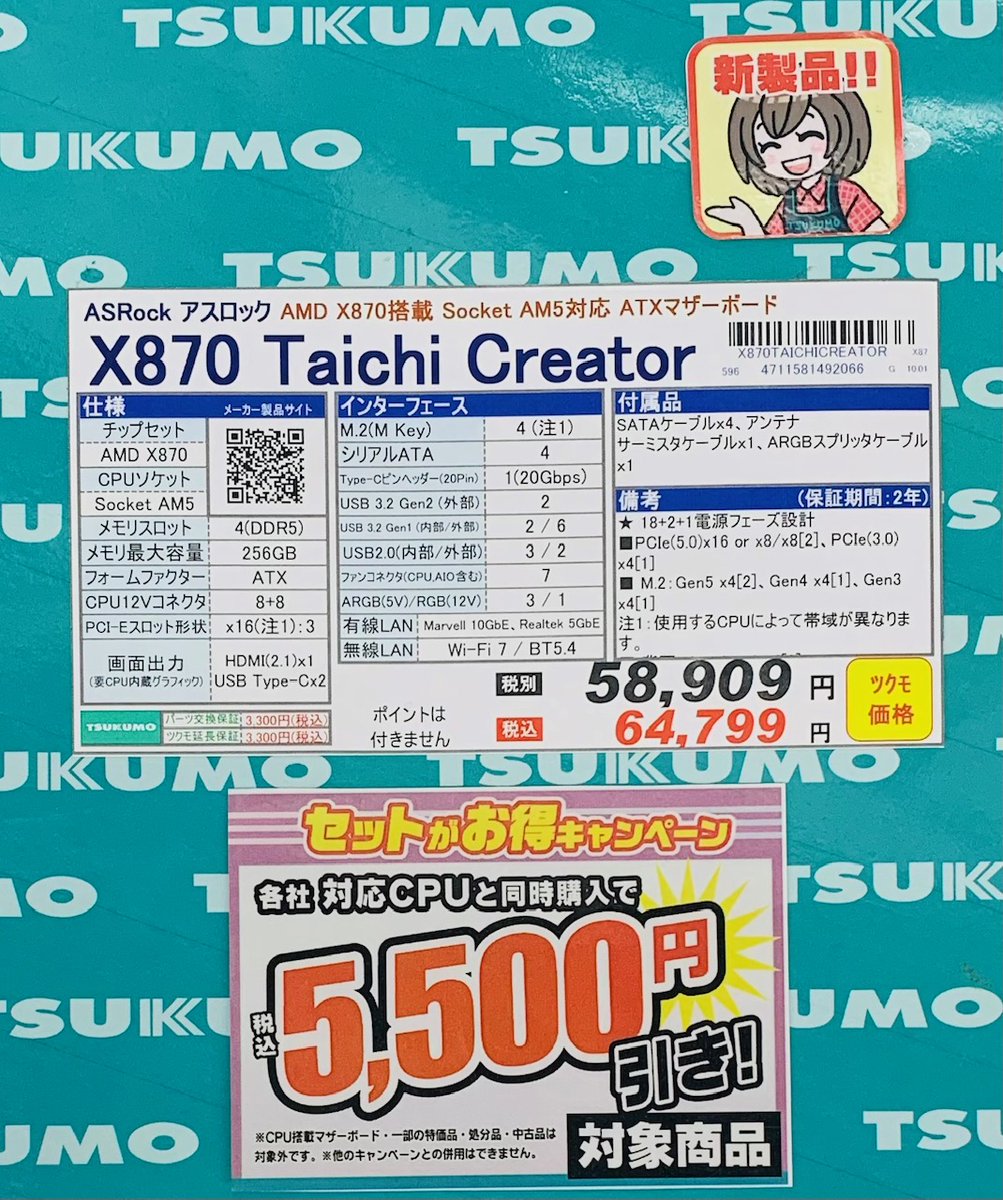 TSUKUMO
新製品!!
TSUKUMO
ASRock アスロック AMD X870搭載 Socket AM5対応 ATXマザーボード
X870 Taichi Creator
X870TAICHICREATOR X87
596 4711581492066 G 10:01
仕様 メーカー製品サイト
チップセット
AMD X870
CPUソケット
Socket AM5
メモリスロット 4(DDR5)
メモリ最大容量 256GB
フォームファクター ATX
CPU12Vコネクタ 8+8
PCI-Eスロット形状 x16(注1):3
画面出力 HDMI(2.1)x1
(要CPU内蔵グラフィック) USB Type-Cx2
インターフェース
M.2(M Key) 4 (注1)
シリアルATA 4
Type-Cピンヘッダー(20Pin) 1(20Gbps)
USB 3.2 Gen2 (外部) 2
USB 3.2 Gen1 (内部/外部) 2 / 6
USB2.0(内部/外部) 3 / 2
ファンコネクタ(CPU,AIO含む) 7
ARGB(5V)/RGB(12V) 3 / 1
有線LAN Marvell 10GbE、Realtek 5GbE
無線LAN Wi-Fi 7 / BT5.4
付属品
SATAケーブルx4、アンテナ
サーミスタケーブルx1、ARGBスプリッタケーブル
x1
備考 (保証期間:2年)
★ 18+2+1電源フェーズ設計
■PCIe(5.0)x16 or x8/x8[2]、PCIe(3.0)
x4[1]
■ M.2:Gen5 x4[2]、Gen4 x4[1]、Gen3
x4[1]
注1:使用するCPUによって帯域が異なりま
す。
TSUKUMO
パーツ交換保証 3,300円(税込)
ツクモ延長保証 3,300円(税込)
ポイントは
付きません
税別 58,909 円
税込 64,799 円
ツクモ
価格
セットがお得キャンペーン
各社 対応CPUと同時購入で
税込 5,500円
引き!
※CPU搭載マザーボード・一部の特価品・処分品・中古品は
対象外です。※他のキャンペーンとの併用はできません。
対象商品